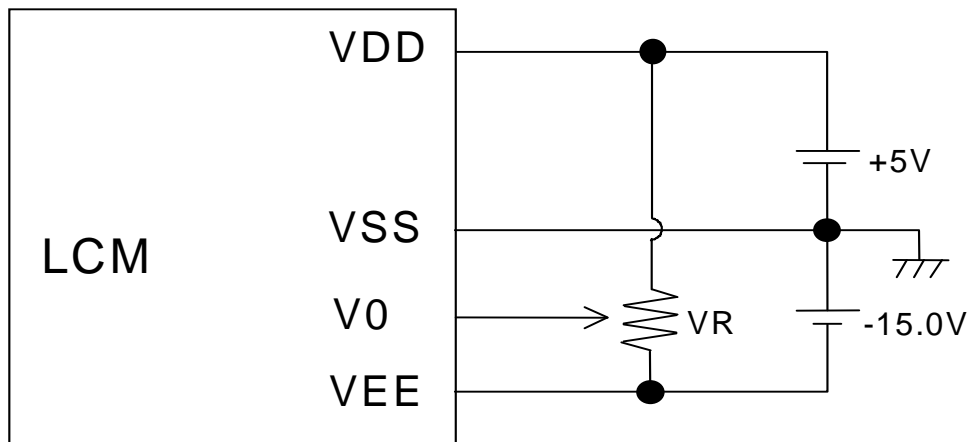 VDD
+5V
VSS
LCM
V0
VR
-15.0V
VEE